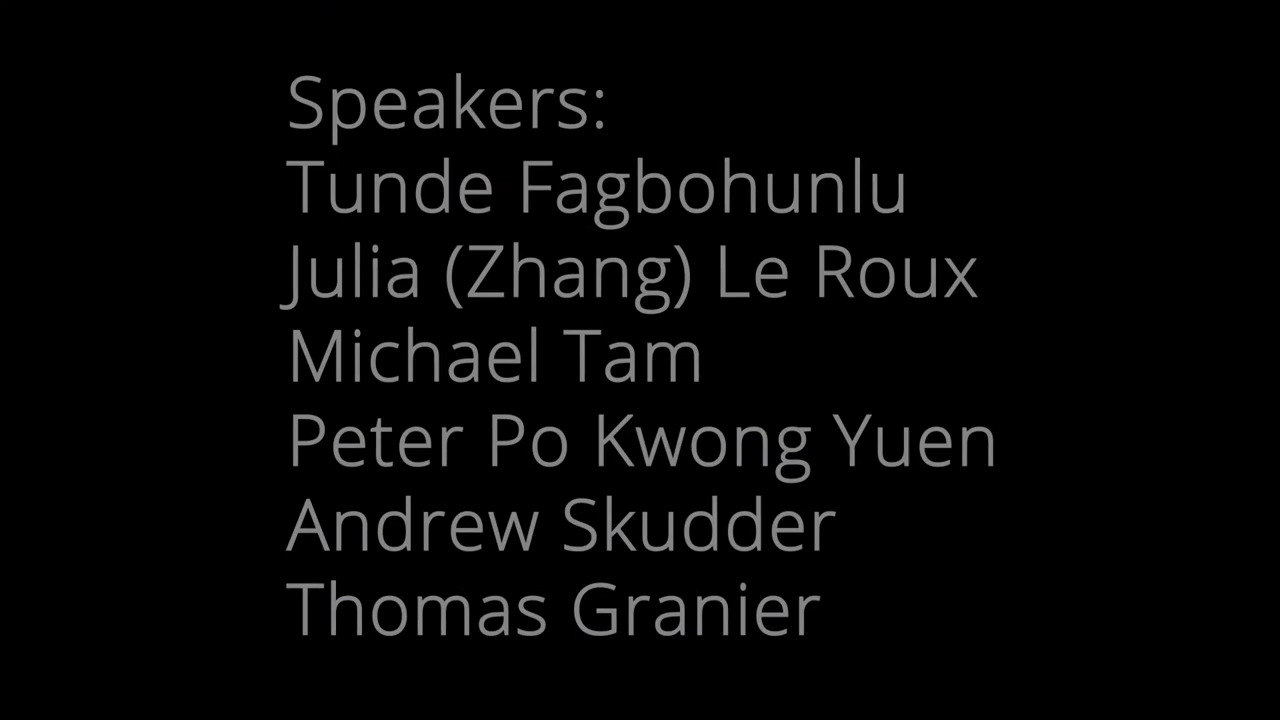 Speakers:
Tunde Fagbohunlu
Julia (Zhang) Le Roux
Michael Tam
Peter Po Kwong Yuen
Andrew Skudder
Thomas Granier